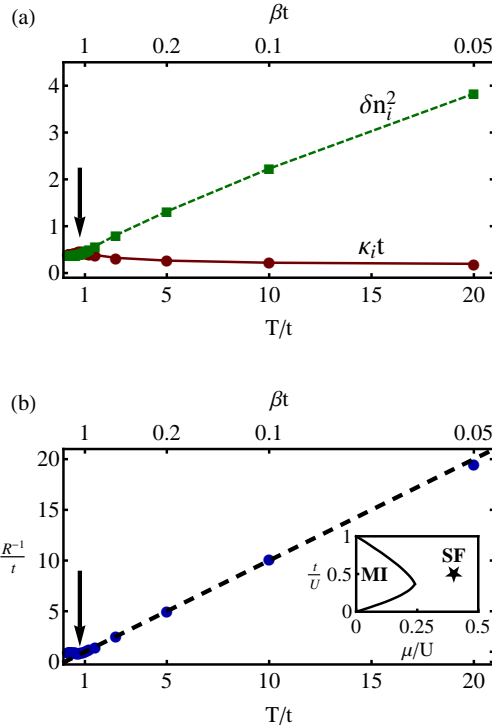 (a)
βt
1 0.2 0.1 0.05
4
3
2
1
0
δn_i^2
κ_i t
1 5 10 15 20
T/t
(b)
βt
1 0.2 0.1 0.05
20
15
10
5
0
R^{-1}/t
1 5 10 15 20
T/t
1
0.5
0
t/U
MI
SF
0 0.25 0.5
μ/U